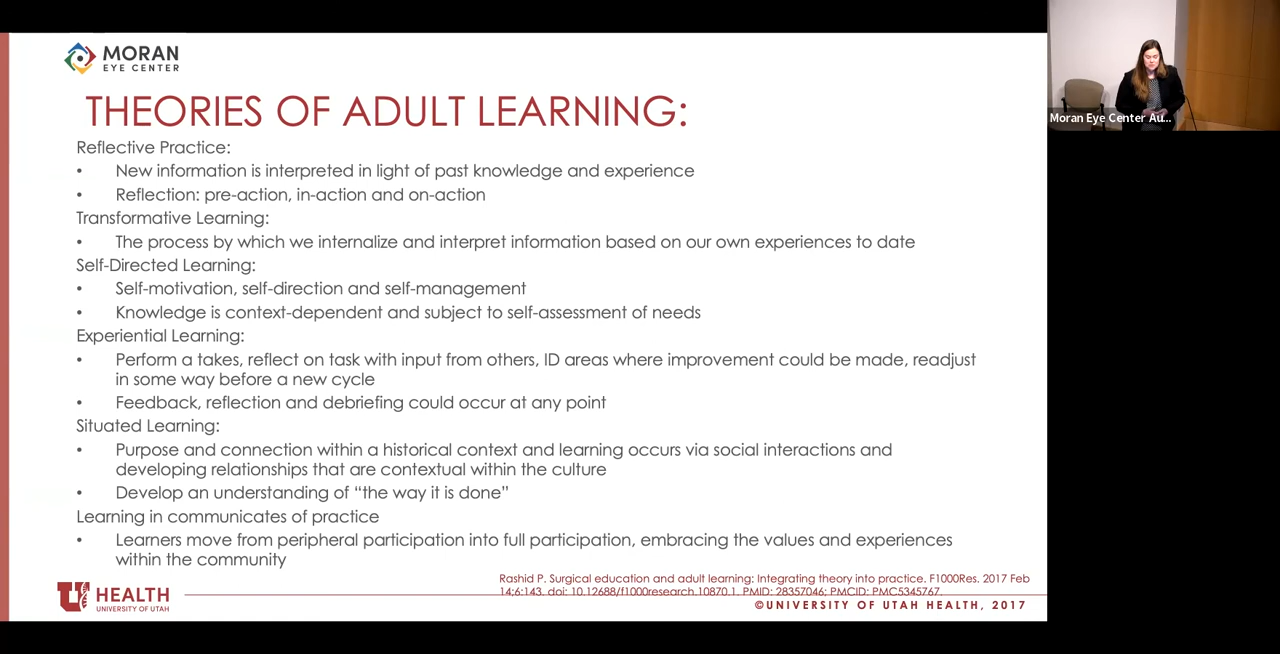 MORAN
EYE CENTER
Moran Eye Center Au...
THEORIES OF ADULT LEARNING:
Reflective Practice:
• New information is interpreted in light of past knowledge and experience
• Reflection: pre-action, in-action and on-action
Transformative Learning:
• The process by which we internalize and interpret information based on our own experiences to date
Self-Directed Learning:
• Self-motivation, self-direction and self-management
• Knowledge is context-dependent and subject to self-assessment of needs
Experiential Learning:
• Perform a takes, reflect on task with input from others, ID areas where improvement could be made, readjust
in some way before a new cycle
• Feedback, reflection and debriefing could occur at any point
Situated Learning:
• Purpose and connection within a historical context and learning occurs via social interactions and
developing relationships that are contextual within the culture
• Develop an understanding of “the way it is done”
Learning in communicates of practice
• Learners move from peripheral participation into full participation, embracing the values and experiences
within the community
Rashid P. Surgical education and adult learning: Integrating theory into practice. F1000Res. 2017 Feb
14;6:143. doi: 10.12688/f1000research.10870.1. PMID: 28357046; PMCID: PMC5345767.
U HEALTH
UNIVERSITY OF UTAH
©UNIVERSITY OF UTAH HEALTH, 2017